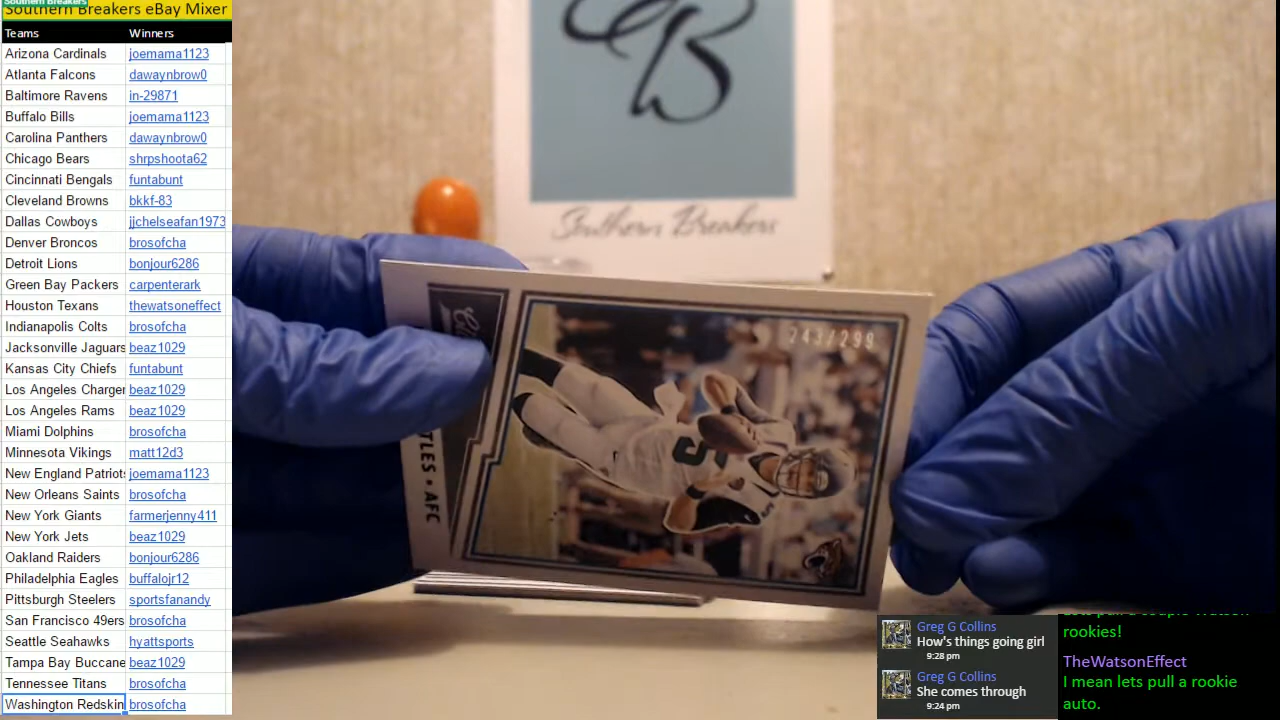 Southern Breakers
Southern Breakers eBay Mixer
Teams Winners
Arizona Cardinals joemama1123
Atlanta Falcons dawaynbrow0
Baltimore Ravens in-29871
Buffalo Bills joemama1123
Carolina Panthers dawaynbrow0
Chicago Bears shrpshoota62
Cincinnati Bengals funtabunt
Cleveland Browns bkkf-83
Dallas Cowboys jjchelseafan1973
Denver Broncos brosofcha
Detroit Lions bonjour6286
Green Bay Packers carpenterark
Houston Texans thewatsoneffect
Indianapolis Colts brosofcha
Jacksonville Jaguars beaz1029
Kansas City Chiefs funtabunt
Los Angeles Charger beaz1029
Los Angeles Rams beaz1029
Miami Dolphins brosofcha
Minnesota Vikings matt12d3
New England Patriots joemama1123
New Orleans Saints brosofcha
New York Giants farmerjenny411
New York Jets beaz1029
Oakland Raiders bonjour6286
Philadelphia Eagles buffalojr12
Pittsburgh Steelers sportsfanandy
San Francisco 49ers brosofcha
Seattle Seahawks hyattsports
Tampa Bay Buccane beaz1029
Tennessee Titans brosofcha
Washington Redskin brosofcha
B
Southern Breakers
243/299
5
TLES • AFC
Greg G Collins
How's things going girl
9:28 pm
Greg G Collins
She comes through
9:24 pm
rookies!
TheWatsonEffect
I mean lets pull a rookie
auto.